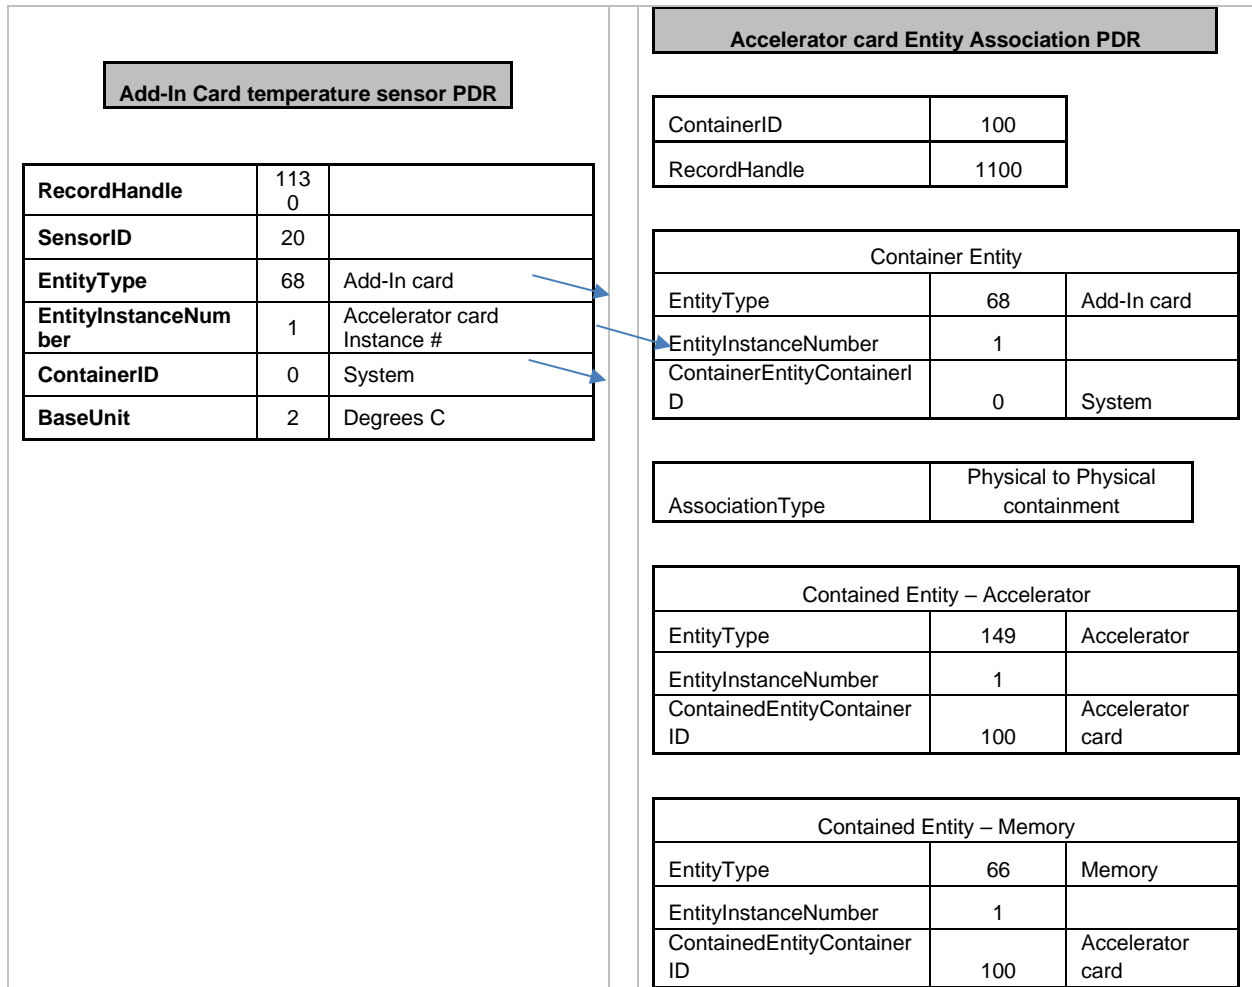 Add-In Card temperature sensor PDR
RecordHandle 113
0
SensorID 20
EntityType 68 Add-In card
EntityInstanceNum
ber 1 Accelerator card
Instance #
ContainerID 0 System
BaseUnit 2 Degrees C
Accelerator card Entity Association PDR
ContainerID 100
RecordHandle 1100
Container Entity
EntityType 68 Add-In card
EntityInstanceNumber 1
ContainerEntityContainerI
D 0 System
AssociationType Physical to Physical
containment
Contained Entity – Accelerator
EntityType 149 Accelerator
EntityInstanceNumber 1
ContainedEntityContainer
ID 100 Accelerator
card
Contained Entity – Memory
EntityType 66 Memory
EntityInstanceNumber 1
ContainedEntityContainer
ID 100 Accelerator
card